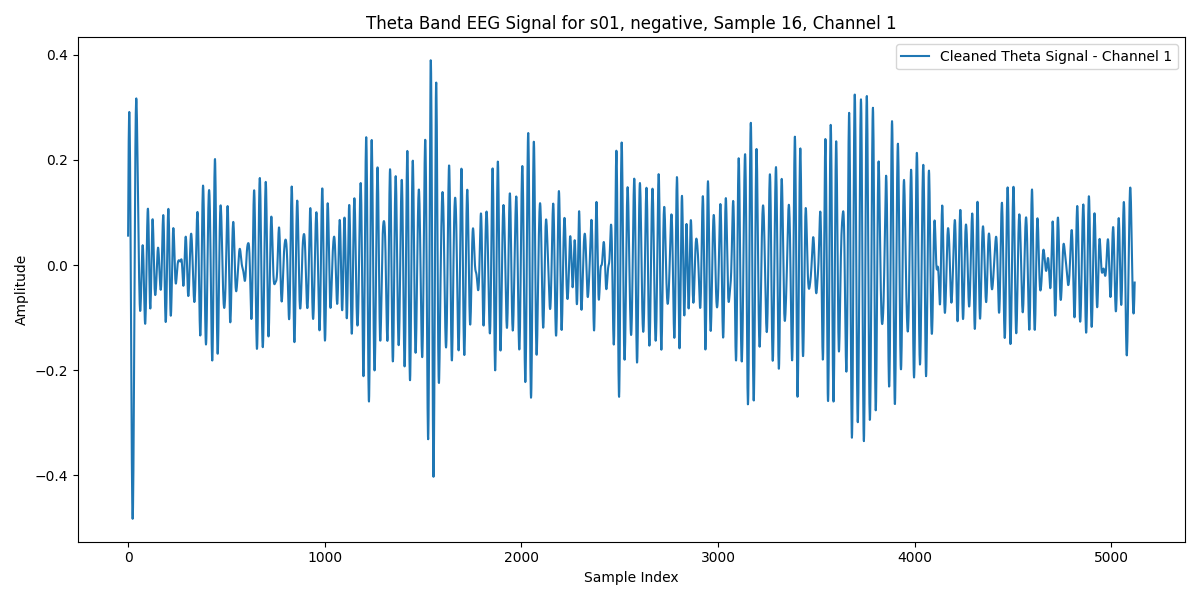 Theta Band EEG Signal for s01, negative, Sample 16, Channel 1
Cleaned Theta Signal - Channel 1
Amplitude
0.4
0.2
0.0
−0.2
−0.4
0 1000 2000 3000 4000 5000
Sample Index